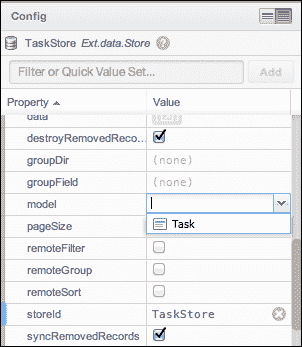 Config
TaskStore Ext.data.Store
Filter or Quick Value Set... Add
Property Value
data
destroyRemovedReco...
groupDir (none)
groupField (none)
model
Task
pageSize
remoteFilter
remoteGroup
remoteSort
storeId TaskStore
syncRemovedRecords